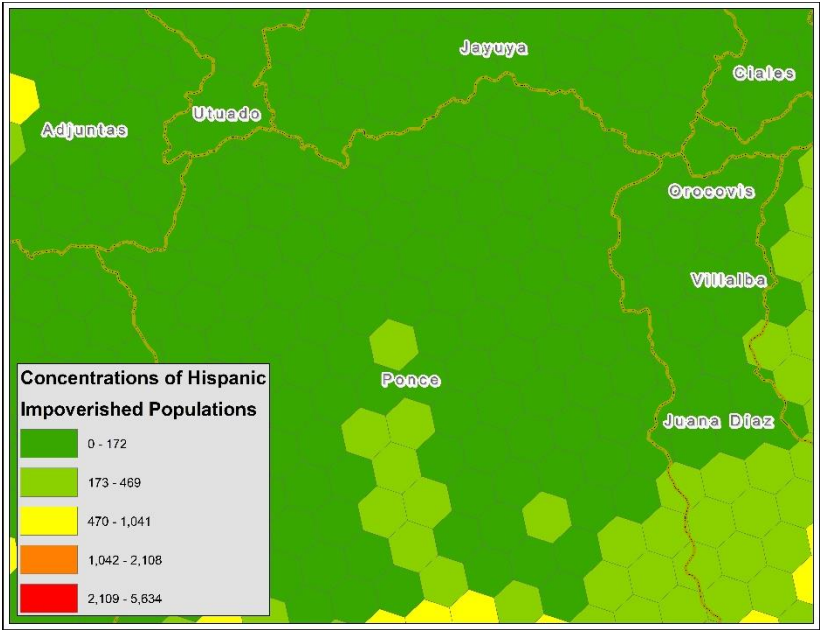 Jayuya
Ciales
Utuado
Adjuntas
Orocovis
Villalba
Ponce
Juana Díaz
Concentrations of Hispanic
Impoverished Populations
0 - 172
173 - 469
470 - 1,041
1,042 - 2,108
2,109 - 5,634